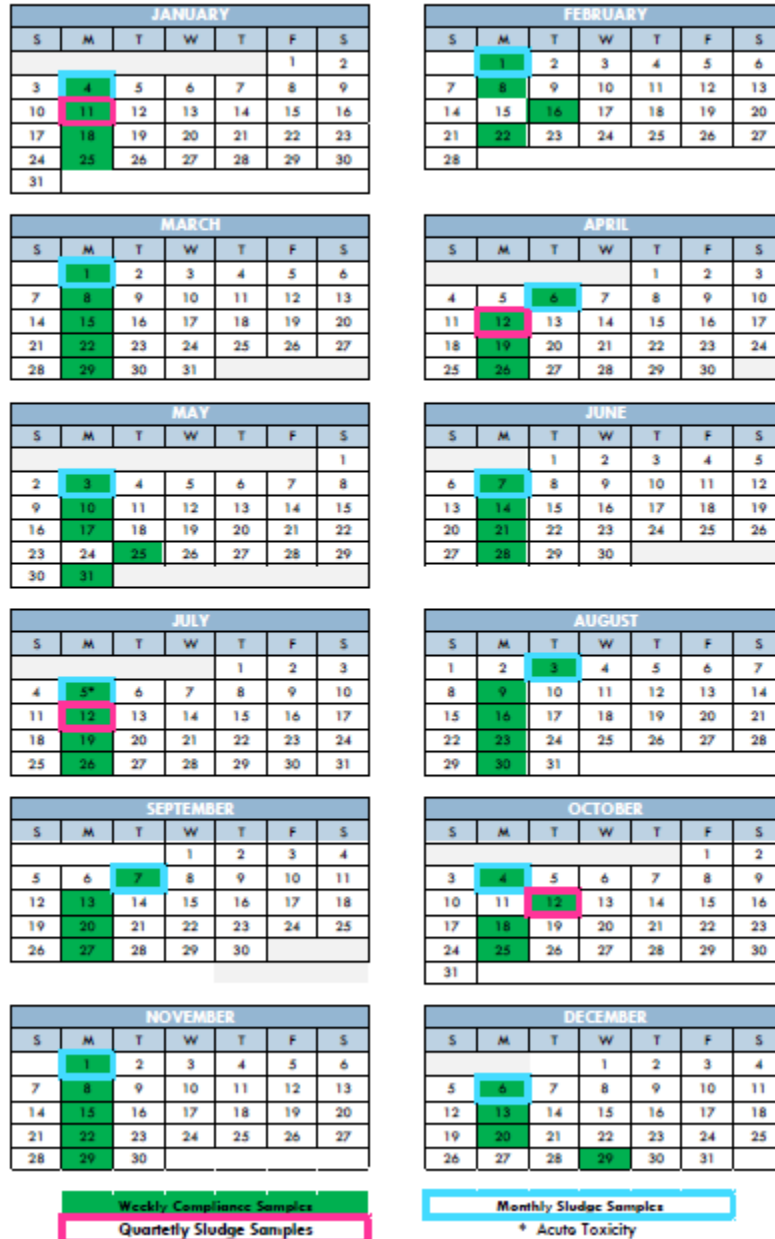 JANUARY
S M T W T F S
1 2
3 4 5 6 7 8 9
10 11 12 13 14 15 16
17 18 19 20 21 22 23
24 25 26 27 28 29 30
31
FEBRUARY
S M T W T F S
1 2 3 4 5 6
7 8 9 10 11 12 13
14 15 16 17 18 19 20
21 22 23 24 25 26 27
28
MARCH
S M T W T F S
1 2 3 4 5 6
7 8 9 10 11 12 13
14 15 16 17 18 19 20
21 22 23 24 25 26 27
28 29 30 31
APRIL
S M T W T F S
1 2 3
4 5 6 7 8 9 10
11 12 13 14 15 16 17
18 19 20 21 22 23 24
25 26 27 28 29 30
MAY
S M T W T F S
1
2 3 4 5 6 7 8
9 10 11 12 13 14 15
16 17 18 19 20 21 22
23 24 25 26 27 28 29
30 31
JUNE
S M T W T F S
1 2 3 4 5
6 7 8 9 10 11 12
13 14 15 16 17 18 19
20 21 22 23 24 25 26
27 28 29 30
JULY
S M T W T F S
1 2 3
4 5* 6 7 8 9 10
11 12 13 14 15 16 17
18 19 20 21 22 23 24
25 26 27 28 29 30 31
AUGUST
S M T W T F S
1 2 3 4 5 6 7
8 9 10 11 12 13 14
15 16 17 18 19 20 21
22 23 24 25 26 27 28
29 30 31
SEPTEMBER
S M T W T F S
1 2 3 4
5 6 7 8 9 10 11
12 13 14 15 16 17 18
19 20 21 22 23 24 25
26 27 28 29 30
OCTOBER
S M T W T F S
1 2
3 4 5 6 7 8 9
10 11 12 13 14 15 16
17 18 19 20 21 22 23
24 25 26 27 28 29 30
31
NOVEMBER
S M T W T F S
1 2 3 4 5 6
7 8 9 10 11 12 13
14 15 16 17 18 19 20
21 22 23 24 25 26 27
28 29 30
DECEMBER
S M T W T F S
1 2 3 4
5 6 7 8 9 10 11
12 13 14 15 16 17 18
19 20 21 22 23 24 25
26 27 28 29 30 31
Weekly Compliance Samples
Monthly Sludge Samples
Quartetly Sludge Samples
* Acute Toxicity